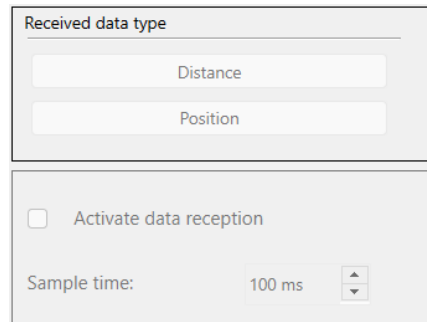 Received data type
Distance
Position
Activate data reception
Sample time: 100 ms